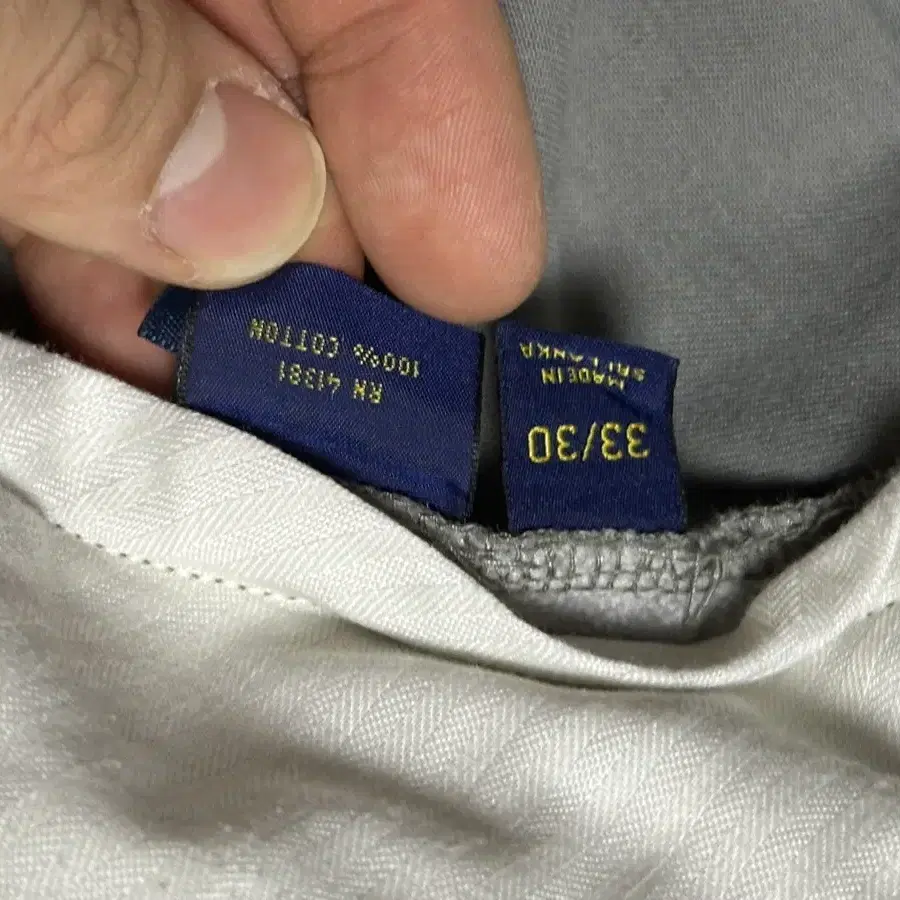 RN 41381
100% COTTON
33/30
MADE IN
SRI LANKA